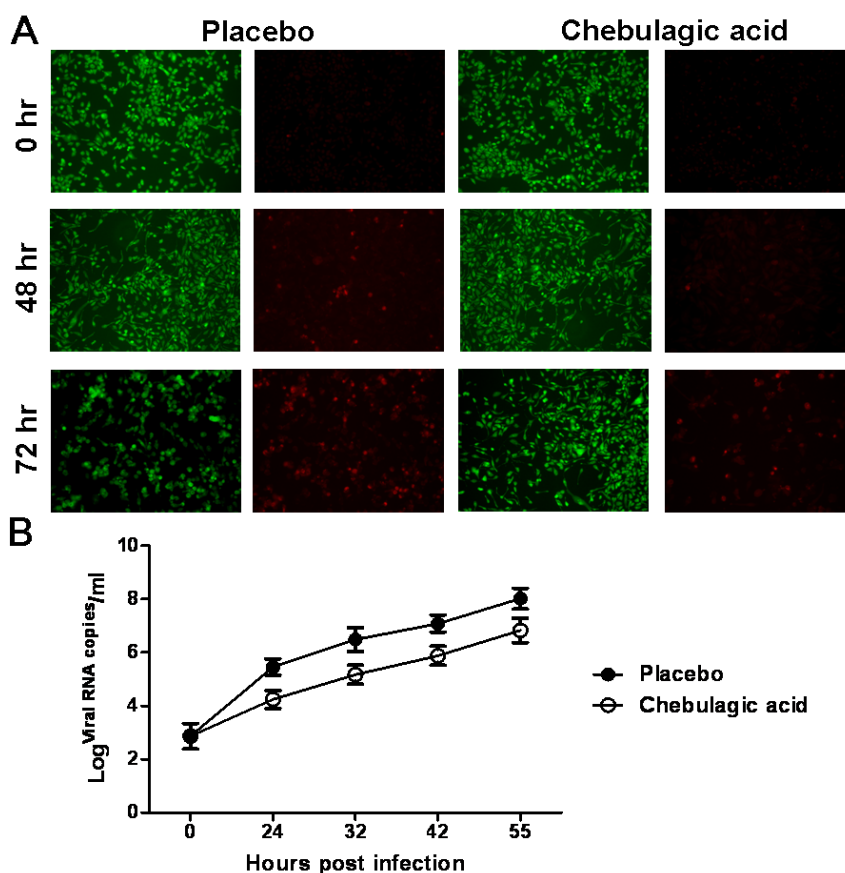 A
Placebo
Chebulagic acid
0 hr
48 hr
72 hr
B
Log Viral RNA copies/ml
10
8
6
4
2
0
0 24 32 42 55
Hours post infection
Placebo
Chebulagic acid